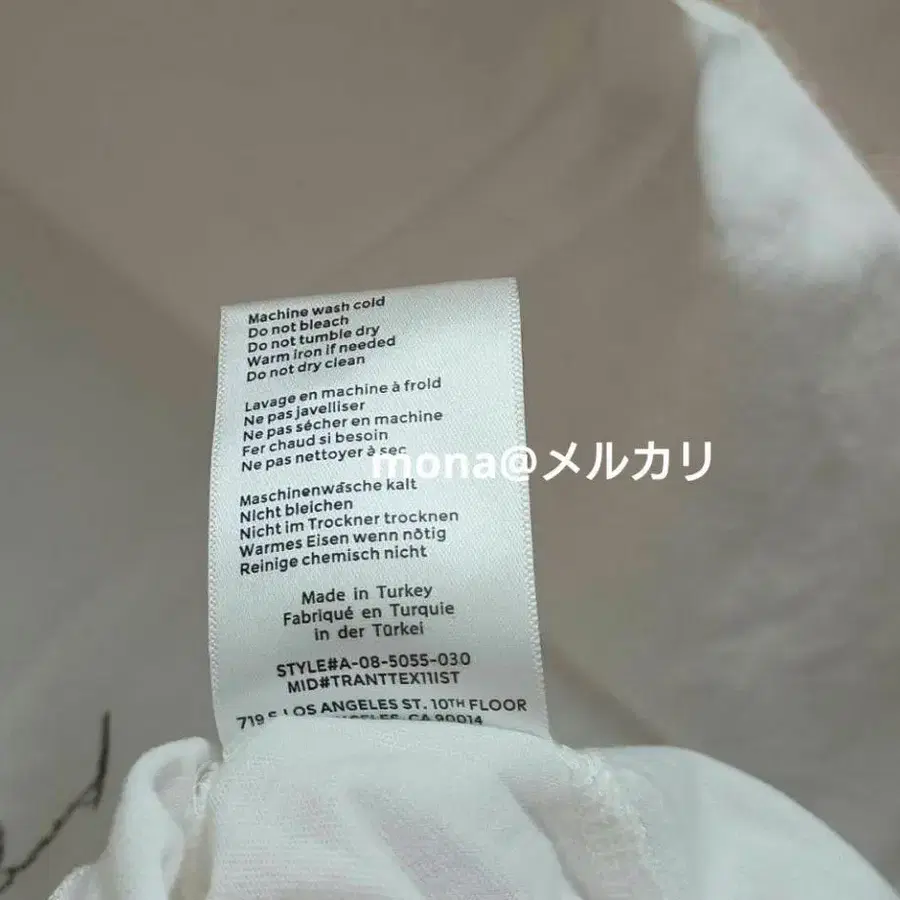 Machine wash cold
Do not bleach
Do not tumble dry
Warm iron if needed
Do not dry clean
Lavage en machine à froid
Ne pas javelliser
Ne pas sécher en machine
Fer chaud si besoin
Ne pas nettoyer à sec
mona@メルカリ
Maschinenwäsche kalt
Nicht bleichen
Nicht im Trockner trocknen
Warmes Eisen wenn nötig
Reinige chemisch nicht
Made in Turkey
Fabriqué en Turquie
in der Türkei
STYLE#A-08-5055-030
MID#TRANTTEX111IST
719 S LOS ANGELES ST. 10TH FLOOR
ANGELES, CA 90014